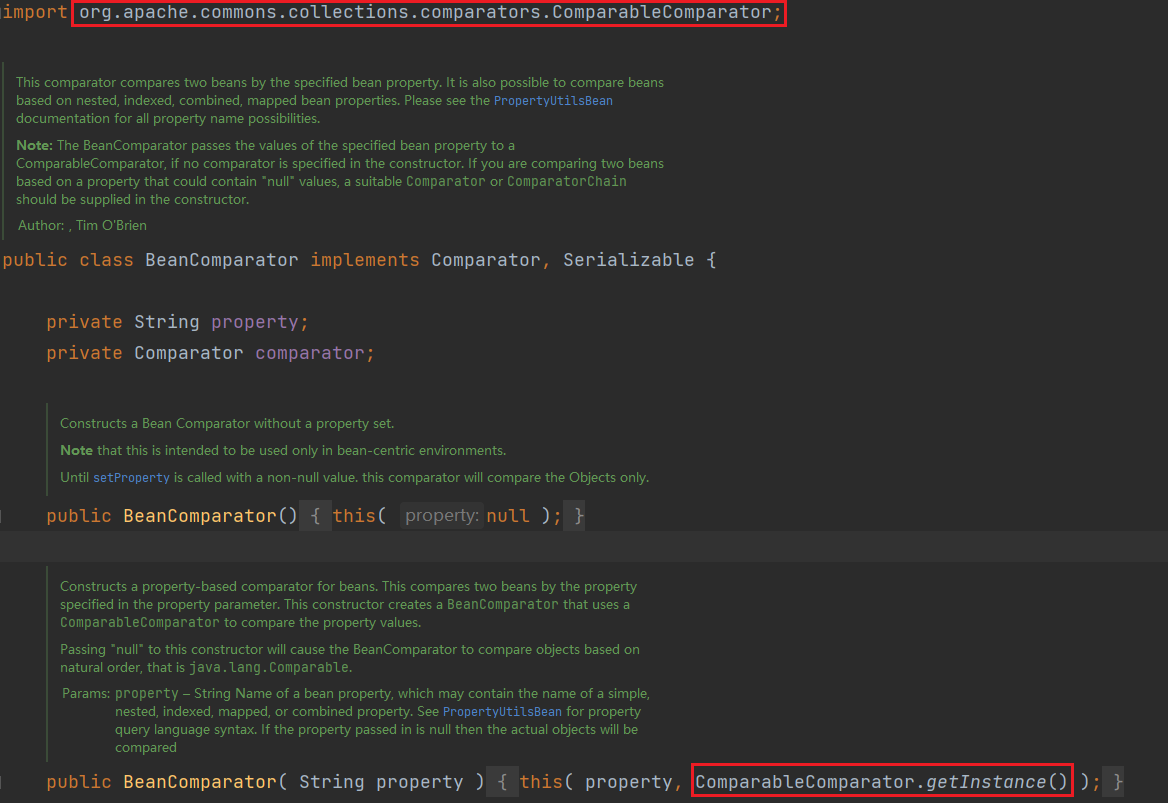 import org.apache.commons.collections.comparators.ComparableComparator;
This comparator compares two beans by the specified bean property. It is also possible to compare beans
based on nested, indexed, combined, mapped bean properties. Please see the PropertyUtilsBean
documentation for all property name possibilities.
Note: The BeanComparator passes the values of the specified bean property to a
ComparableComparator, if no comparator is specified in the constructor. If you are comparing two beans
based on a property that could contain "null" values, a suitable Comparator or ComparatorChain
should be supplied in the constructor.
Author: , Tim O'Brien
public class BeanComparator implements Comparator, Serializable {
private String property;
private Comparator comparator;
Constructs a Bean Comparator without a property set.
Note that this is intended to be used only in bean-centric environments.
Until setProperty is called with a non-null value. this comparator will compare the Objects only.
public BeanComparator() { this( property: null ); }
Constructs a property-based comparator for beans. This compares two beans by the property
specified in the property parameter. This constructor creates a BeanComparator that uses a
ComparableComparator to compare the property values.
Passing "null" to this constructor will cause the BeanComparator to compare objects based on
natural order, that is java.lang.Comparable.
Params: property – String Name of a bean property, which may contain the name of a simple,
nested, indexed, mapped, or combined property. See PropertyUtilsBean for property
query language syntax. If the property passed in is null then the actual objects will be
compared
public BeanComparator( String property ) { this( property, ComparableComparator.getInstance() ); }